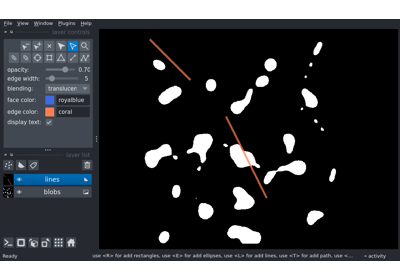 File View Window Plugins Help
layer controls
opacity: 0.70
edge width: 5
blending: translucen
face color: royalblue
edge color: coral
display text:
layer list
lines
blobs
Ready
use <R> for add rectangles, use <E> for add ellipses, use <L> for add lines, use <T> for add path, use <...
activity